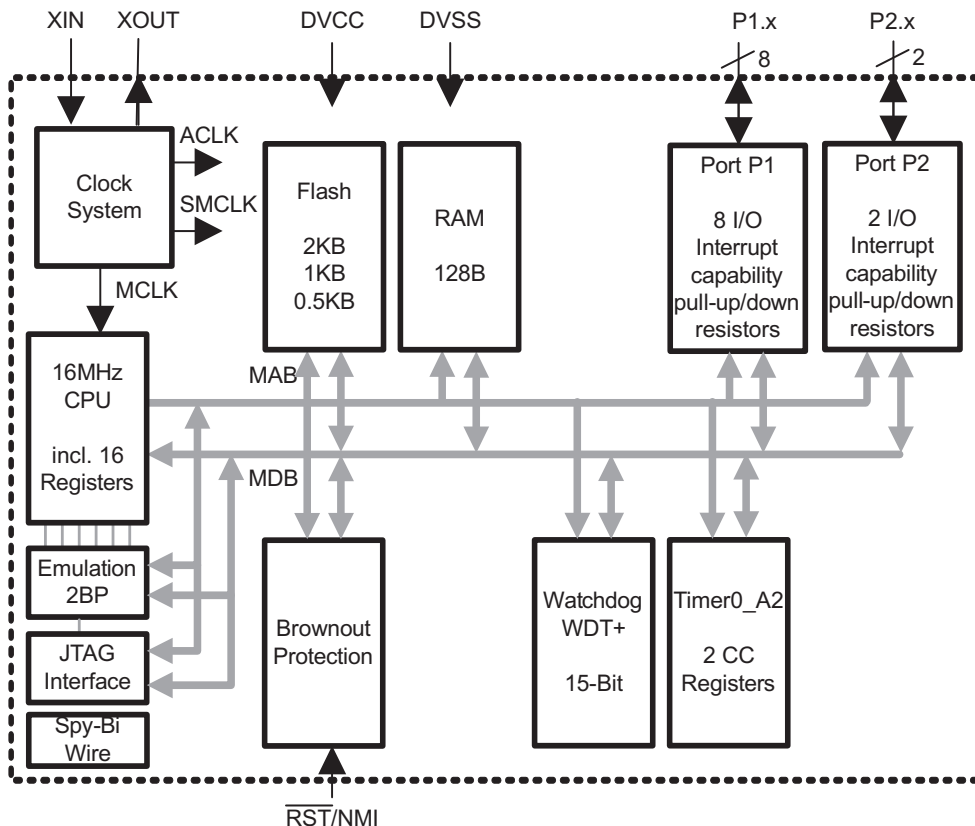 XIN
XOUT
DVCC
DVSS
P1.x
P2.x
8
2
ACLK
SMCLK
MCLK
Clock
System
Flash
2KB
1KB
0.5KB
RAM
128B
Port P1
8 I/O
Interrupt
capability
pull-up/down
resistors
Port P2
2 I/O
Interrupt
capability
pull-up/down
resistors
16MHz
CPU
incl. 16
Registers
MAB
MDB
Emulation
2BP
JTAG
Interface
Spy-Bi
Wire
Brownout
Protection
Watchdog
WDT+
15-Bit
Timer0_A2
2 CC
Registers
RST/NMI